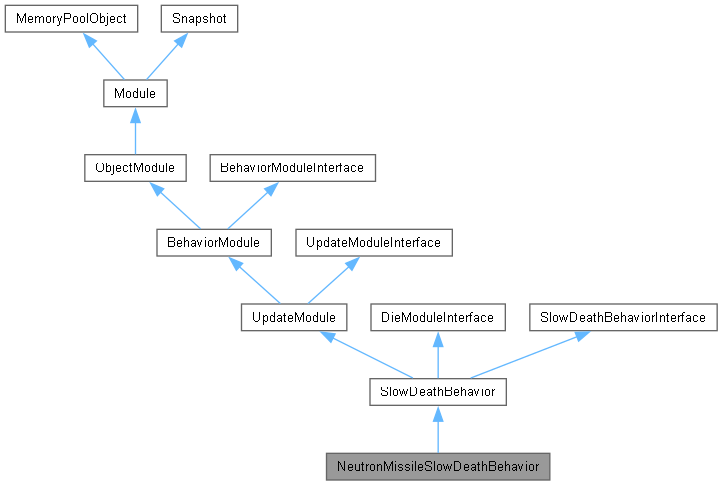 MemoryPoolObject
Snapshot
Module
ObjectModule
BehaviorModuleInterface
BehaviorModule
UpdateModuleInterface
UpdateModule
DieModuleInterface
SlowDeathBehaviorInterface
SlowDeathBehavior
NeutronMissileSlowDeathBehavior